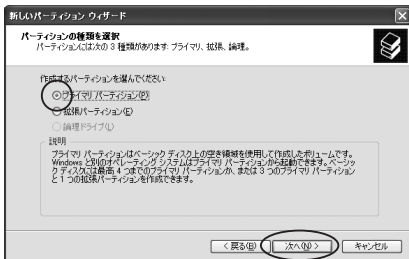 新しいパーティション ウィザード
パーティションの種類を選択
パーティションには次の 3 種類があります: プライマリ、拡張、論理。
作成するパーティションを選んでください:
プライマリ パーティション(P)
拡張パーティション(E)
論理ドライブ(L)
説明
プライマリ パーティションはベーシック ディスク上の空き領域を使用して作成したボリュームです。
Windows と別のオペレーティング システムはプライマリ パーティションから起動できます。ベーシッ
ク ディスクには最高 4 つまでのプライマリ パーティションか、または 3 つのプライマリ パーティション
と 1 つの拡張パーティションを作成できます。
< 戻る(B)
次へ(N) >
キャンセル